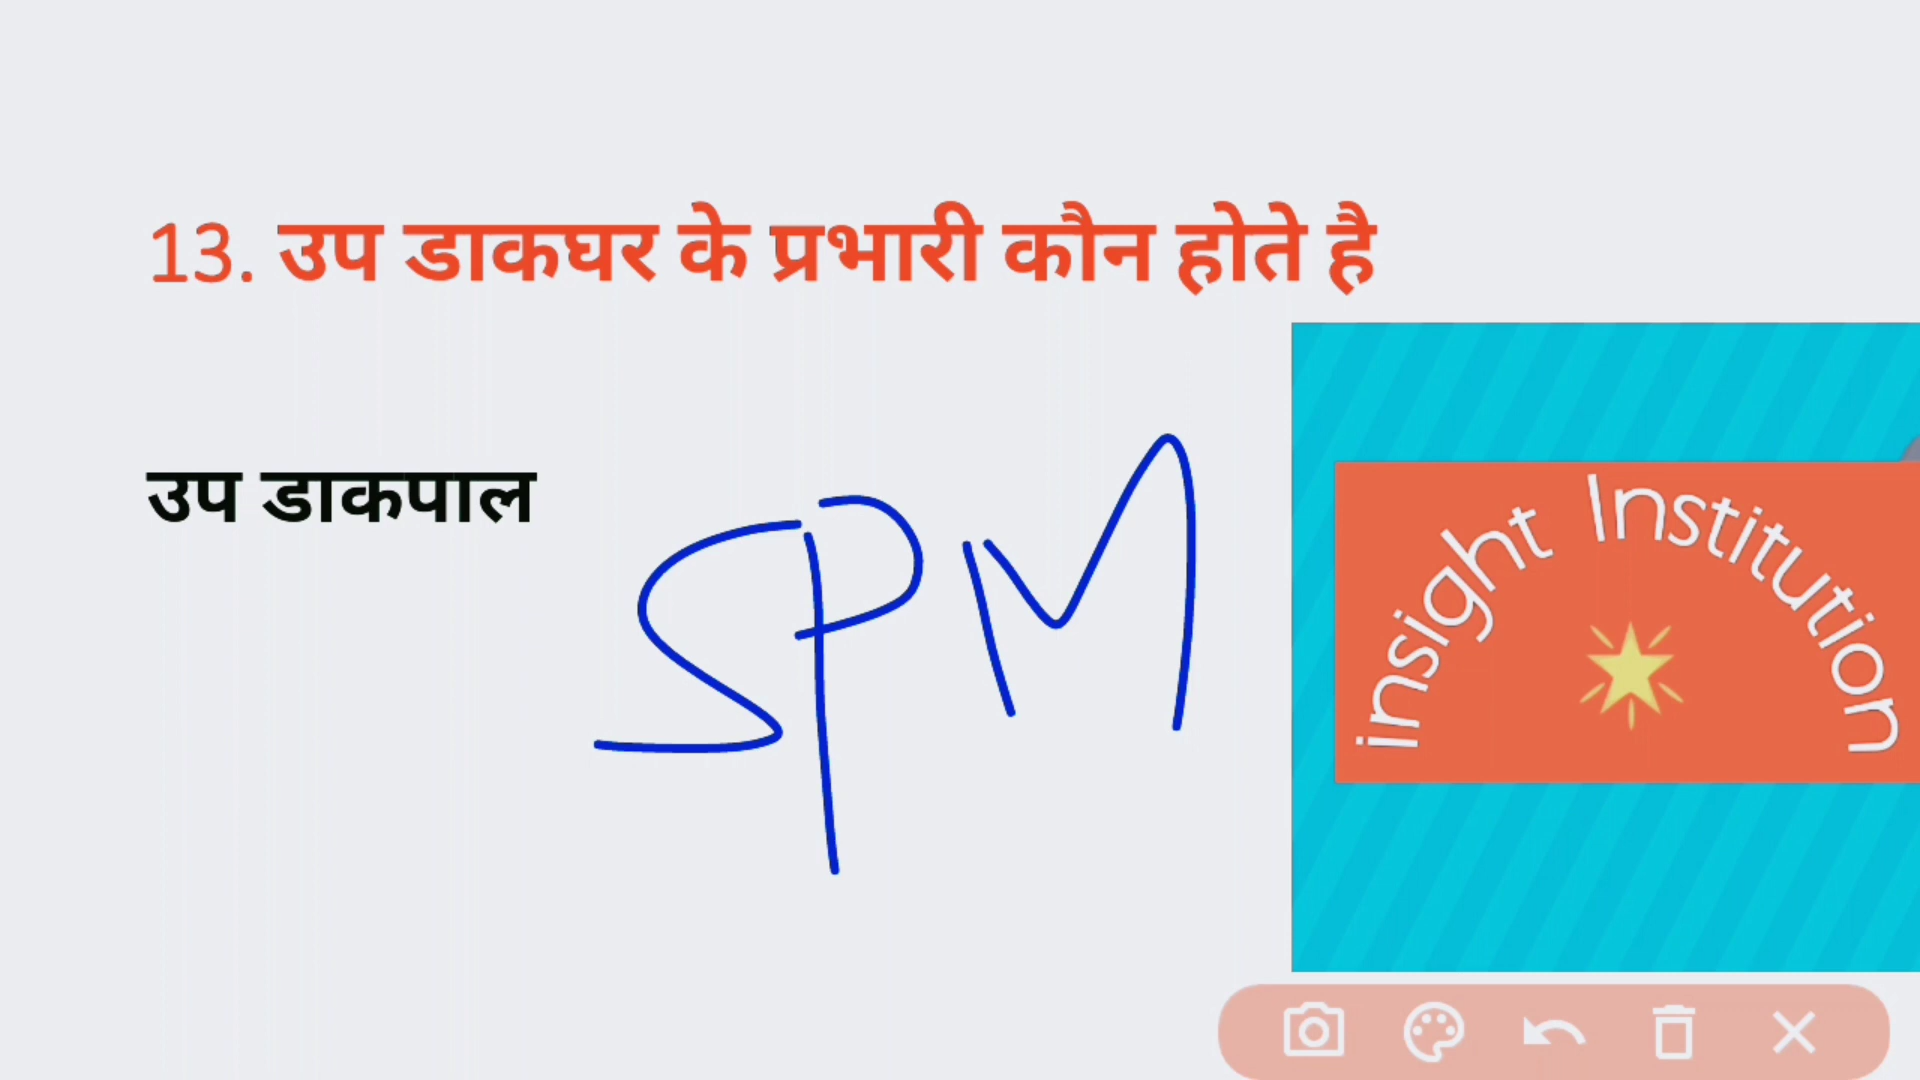 13. उप डाकघर के प्रभारी कौन होते है
उप डाकपाल
SPM
insight Institution